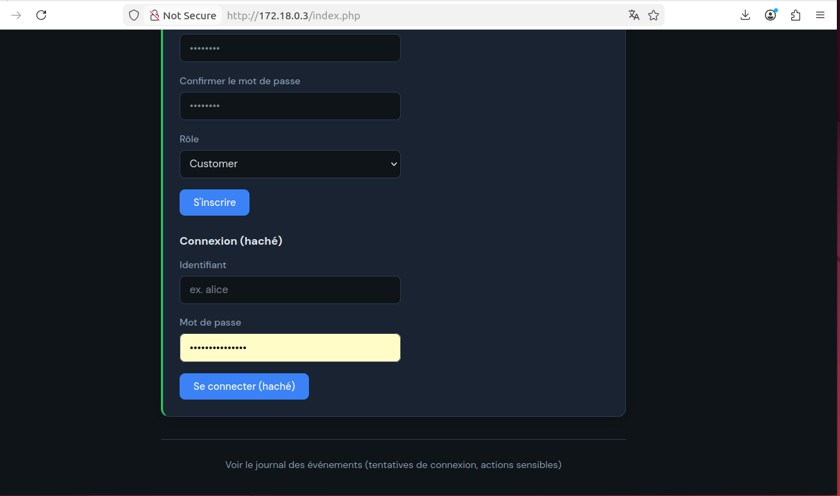 Not Secure http://172.18.0.3/index.php
••••••••
Confirmer le mot de passe
••••••••
Rôle
Customer
S'inscrire
Connexion (haché)
Identifiant
ex. alice
Mot de passe
•••••••••••••••
Se connecter (haché)
Voir le journal des événements (tentatives de connexion, actions sensibles)